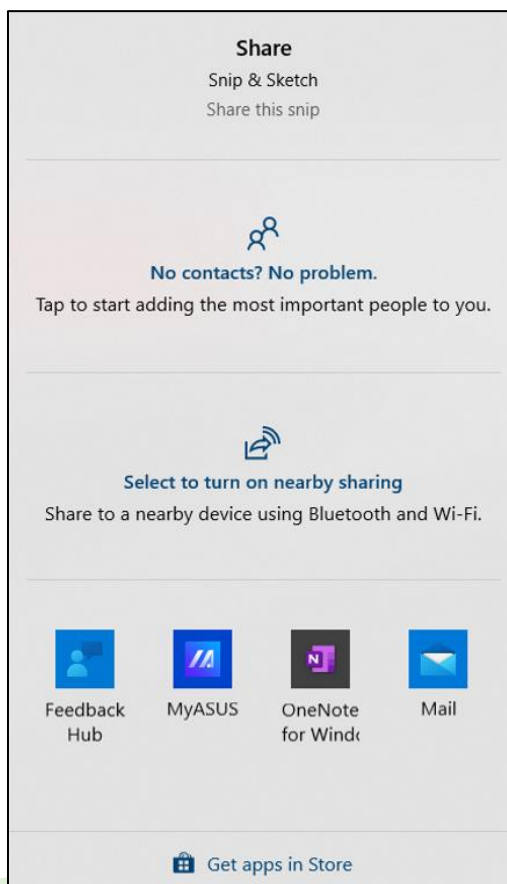 Share
Snip & Sketch
Share this snip
No contacts? No problem.
Tap to start adding the most important people to you.
Select to turn on nearby sharing
Share to a nearby device using Bluetooth and Wi-Fi.
Feedback Hub
MyASUS
OneNote for Windo
Mail
Get apps in Store